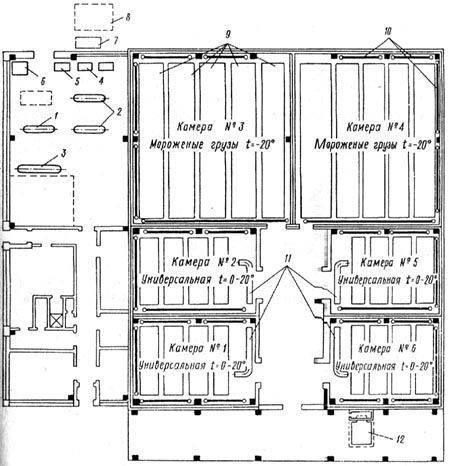 8
7
9
10
6
5
4
1
2
3
Камера №3
Мороженые грузы t=-20°
Камера №4
Мороженые грузы t=-20°
Камера №2
Универсальная t=0-20°
11
Камера №5
Универсальная t=0-20°
Камера №1
Универсальная t=0-20°
Камера №6
Универсальная t=0-20°
12